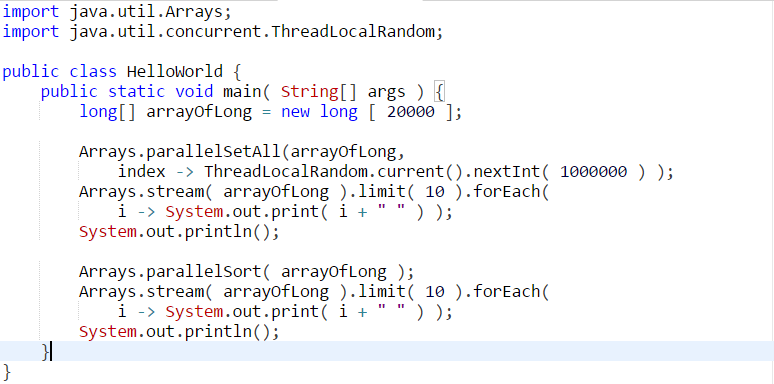 import java.util.Arrays;
import java.util.concurrent.ThreadLocalRandom;

public class HelloWorld {
    public static void main( String[] args ) {
        long[] arrayOfLong = new long [ 20000 ];

        Arrays.parallelSetAll(arrayOfLong,
            index -> ThreadLocalRandom.current().nextInt( 1000000 ) );
        Arrays.stream( arrayOfLong ).limit( 10 ).forEach(
            i -> System.out.print( i + " " ) );
        System.out.println();

        Arrays.parallelSort( arrayOfLong );
        Arrays.stream( arrayOfLong ).limit( 10 ).forEach(
            i -> System.out.print( i + " " ) );
        System.out.println();
    }
}